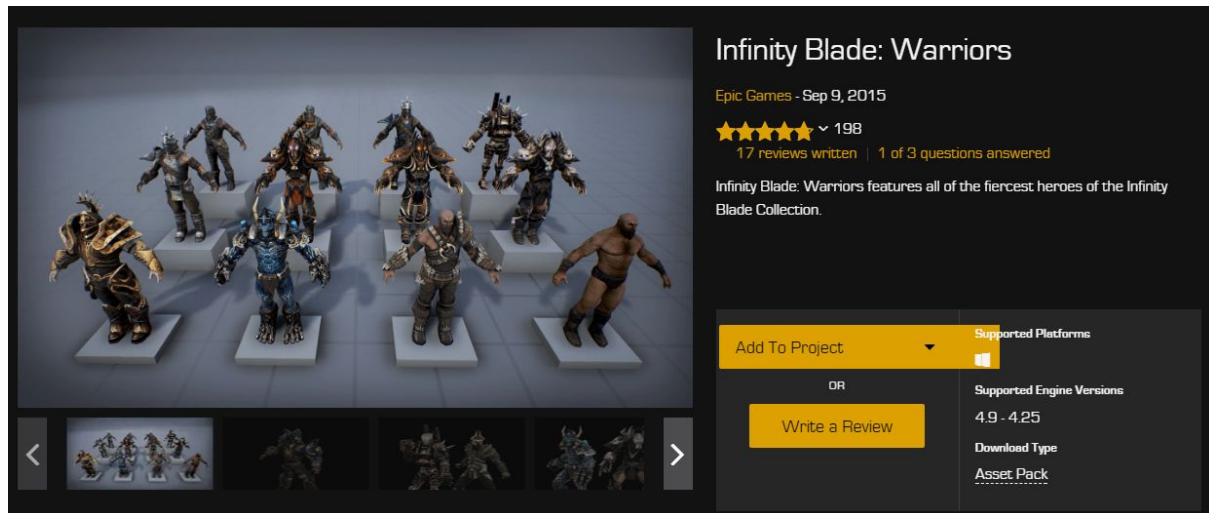 Infinity Blade: Warriors
Epic Games - Sep 9, 2015
198
17 reviews written | 1 of 3 questions answered
Infinity Blade: Warriors features all of the fiercest heroes of the Infinity
Blade Collection.
Add To Project
OR
Write a Review
Supported Platforms
Supported Engine Versions
4.9 - 4.25
Download Type
Asset Pack